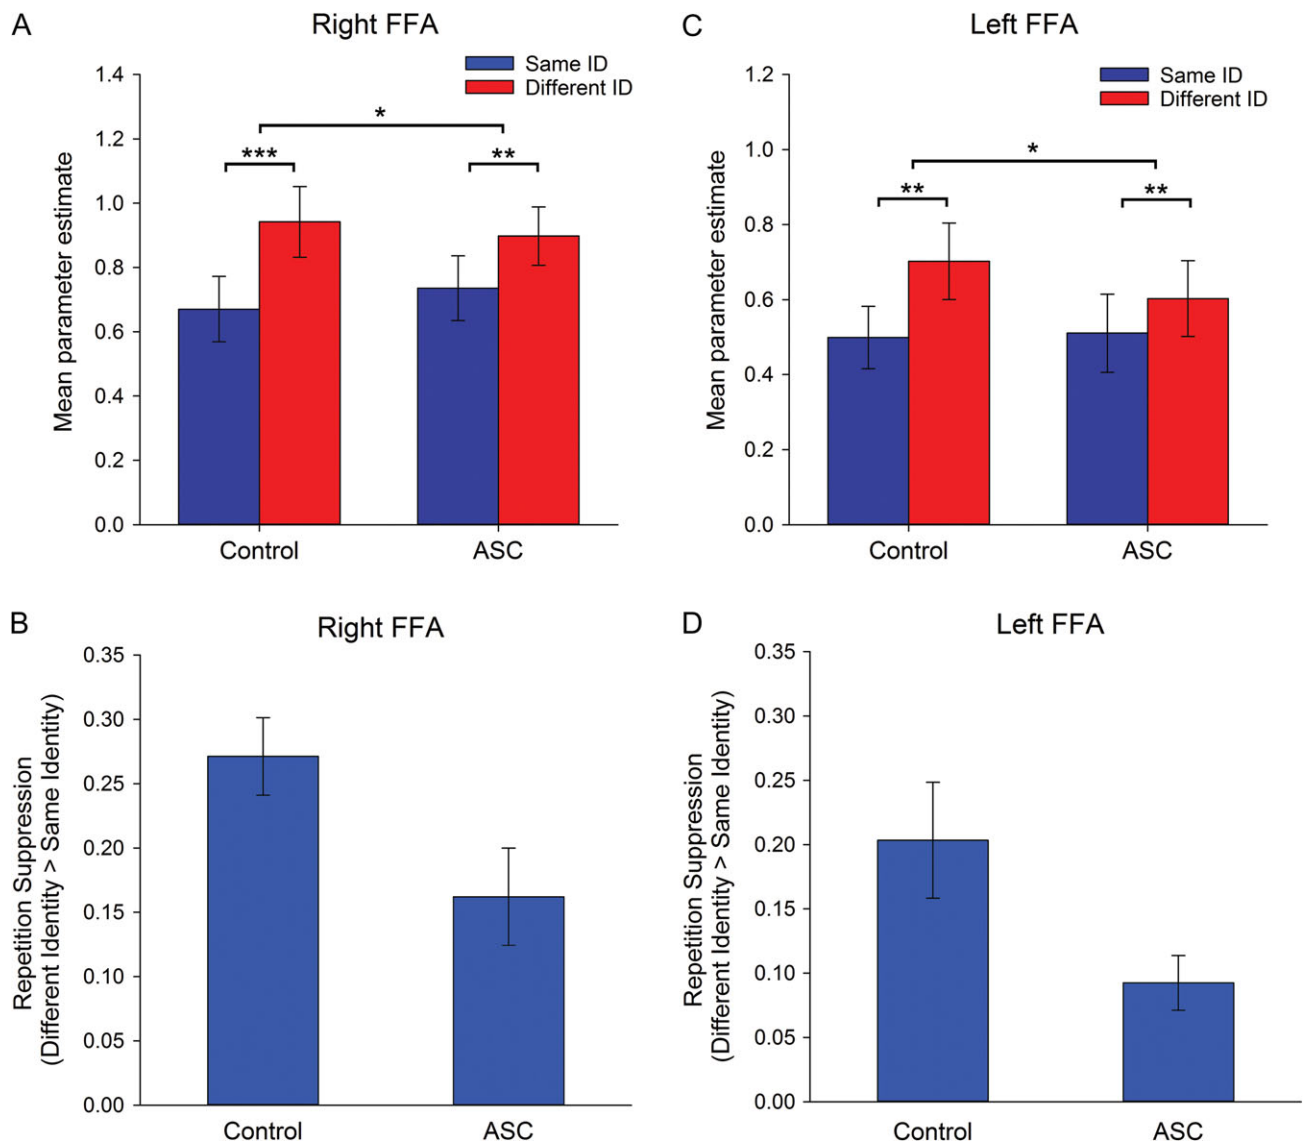 A
Right FFA
Same ID
Different ID
Mean parameter estimate
1.4
1.2
1.0
0.8
0.6
0.4
0.2
0.0
*
***
**
Control
ASC
C
Left FFA
Same ID
Different ID
Mean parameter estimate
1.2
1.0
0.8
0.6
0.4
0.2
0.0
*
**
**
Control
ASC
B
Right FFA
Repetition Suppression
(Different Identity > Same Identity)
0.35
0.30
0.25
0.20
0.15
0.10
0.05
0.00
Control
ASC
D
Left FFA
Repetition Suppression
(Different Identity > Same Identity)
0.35
0.30
0.25
0.20
0.15
0.10
0.05
0.00
Control
ASC